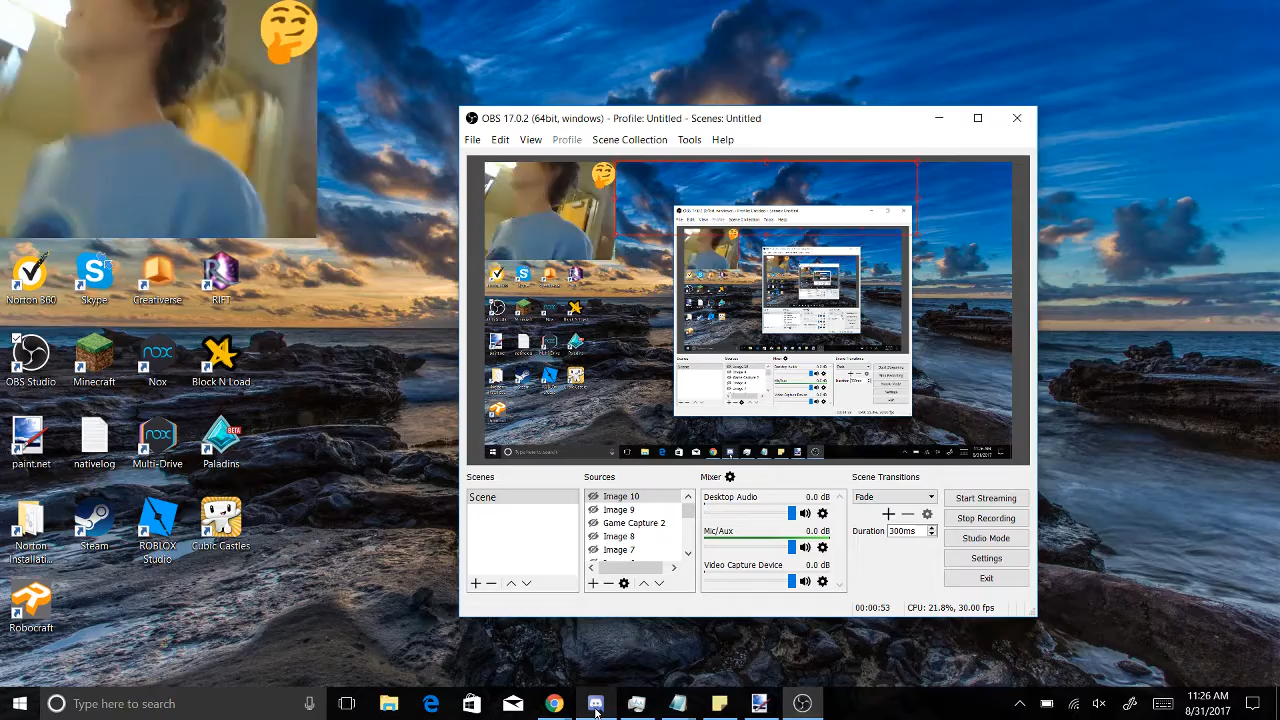 OBS 17.0.2 (64bit, windows) - Profile: Untitled - Scenes: Untitled
File Edit View Profile Scene Collection Tools Help
Norton 360
Skype
Creativerse
RIFT
OBS Studio
Minecraft
Nox
Block N Load
paint.net
nativelog
Multi-Drive
Paladins
Norton
Installati...
Steam
ROBLOX
Studio
Cubic Castles
Robocraft
Scenes
Scene
Sources
Image 10
Image 9
Game Capture 2
Image 8
Image 7
Mixer
Desktop Audio 0.0 dB
Mic/Aux 0.0 dB
Video Capture Device 0.0 dB
Scene Transitions
Fade
Duration 300ms
Start Streaming
Stop Recording
Studio Mode
Settings
Exit
00:00:53 CPU: 21.8%, 30.00 fps
Type here to search
11:26 AM
8/31/2017